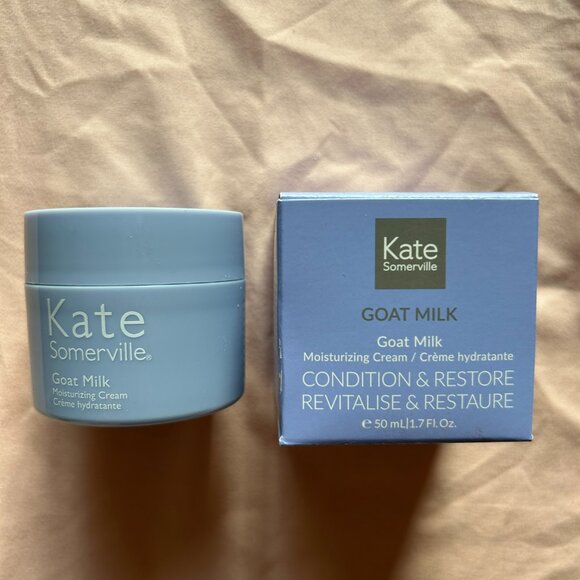 Kate
Somerville®
Goat Milk
Moisturizing Cream
Crème hydratante
Kate
Somerville
GOAT MILK
Goat Milk
Moisturizing Cream / Crème hydratante
CONDITION & RESTORE
REVITALISE & RESTAURE
℮ 50 mL|1.7 Fl. Oz.